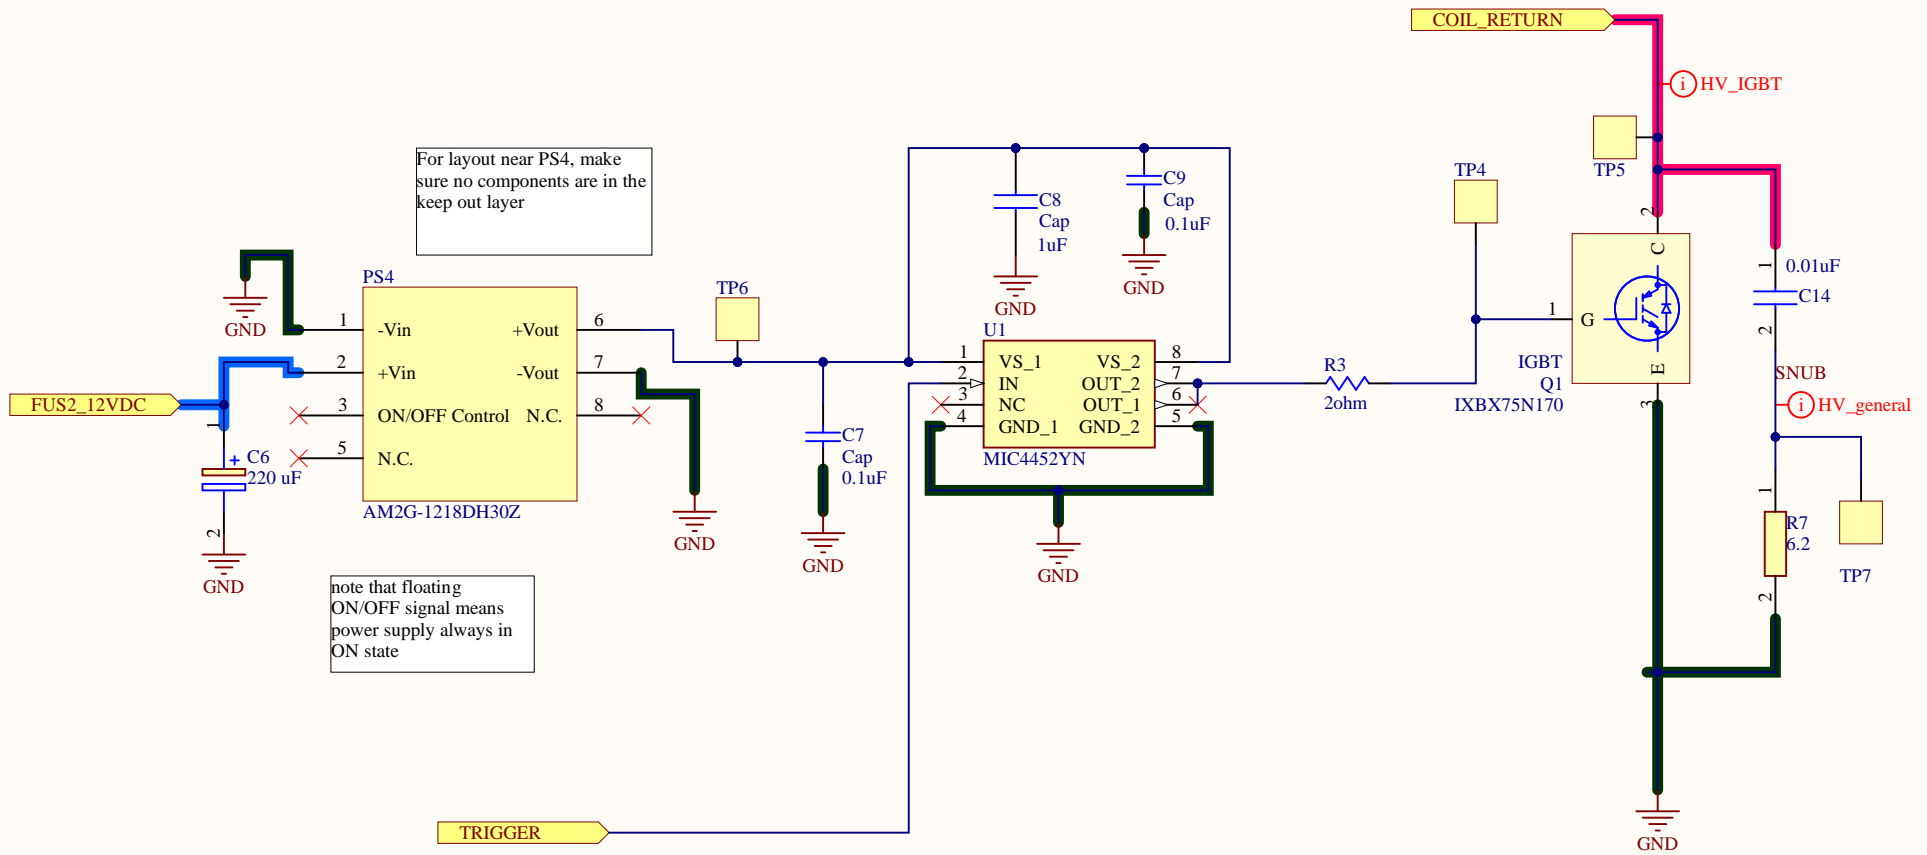 COIL_RETURN
HV_IGBT
For layout near PS4, make
sure no components are in the
keep out layer
TP5
TP4
C8
Cap
1uF
C9
Cap
0.1uF
GND
GND
2
C
GND
PS4
1
-Vin
+Vout
6
2
+Vin
-Vout
7
3
ON/OFF Control
N.C.
8
5
N.C.
AM2G-1218DH30Z
TP6
U1
1
VS_1
VS_2
8
2
IN
OUT_2
7
3
NC
OUT_1
6
4
GND_1
GND_2
5
MIC4452YN
R3
2ohm
1
G
IGBT
Q1
IXBX75N170
E
3
1
0.01uF
C14
2
SNUB
HV_general
FUS2_12VDC
1
+
C6
220 uF
2
GND
GND
C7
Cap
0.1uF
GND
GND
1
R7
6.2
2
TP7
note that floating
ON/OFF signal means
power supply always in
ON state
TRIGGER
GND